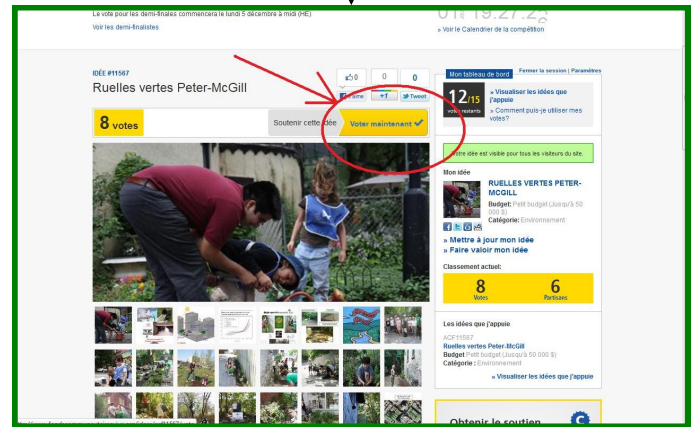 Le vote pour les demi-finales commencera le lundi 5 décembre à midi (HE)
Voir les demi-finalistes
» Voir le Calendrier de la compétition
IDÉE #11567
Ruelles vertes Peter-McGill
0
0
0
J'aime
+1
Tweet
8 votes
Soutenir cette idée
Voter maintenant
Mon tableau de bord
Fermer la session | Paramètres
12/15
votes restants
» Visualiser les idées que
j'appuie
» Comment puis-je utiliser mes
votes?
Votre idée est visible pour tous les visiteurs du site.
Mon idée
RUELLES VERTES PETER-
MCGILL
Budget: Petit budget (Jusqu'à 50
000 $)
Catégorie: Environnement
» Mettre à jour mon idée
» Faire valoir mon idée
Classement actuel:
8
Votes
6
Partisans
Les idées que j'appuie
ACF11567
Ruelles vertes Peter-McGill
Budget Petit budget (Jusqu'à 50 000 $)
Catégorie : Environnement
» Visualiser les idées que j'appuie
Obtenir le soutien